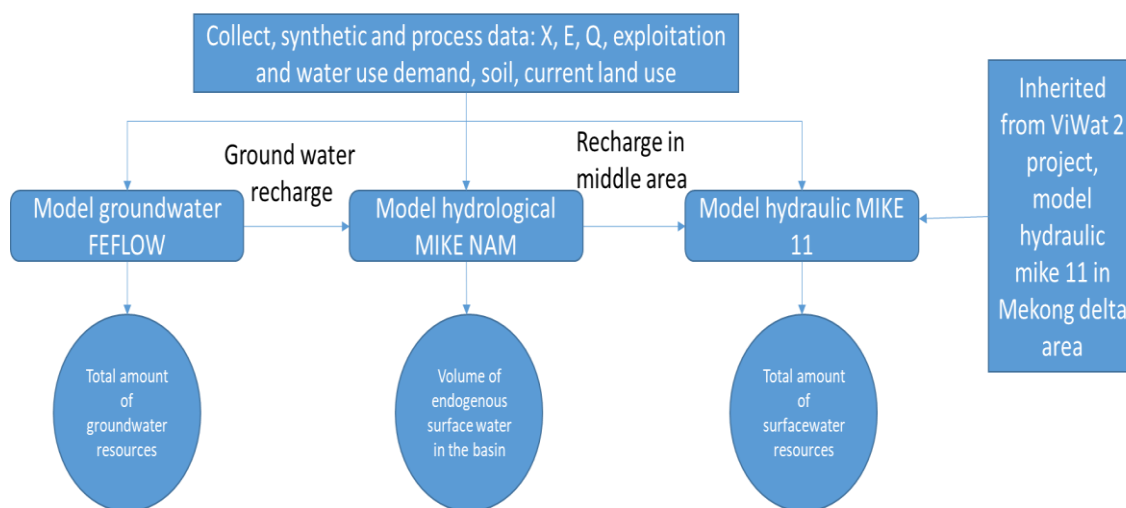 Collect, synthetic and process data: X, E, Q, exploitation
and water use demand, soil, current land use
Inherited
from ViWat 2
project,
model
hydraulic
mike 11 in
Mekong delta
area
Ground water
recharge
Recharge in
middle area
Model groundwater
FEFLOW
Model hydrological
MIKE NAM
Model hydraulic MIKE
11
Total amount
of
groundwater
resources
Volume of
endogenous
surface water
in the basin
Total amount
of
surfacewater
resources